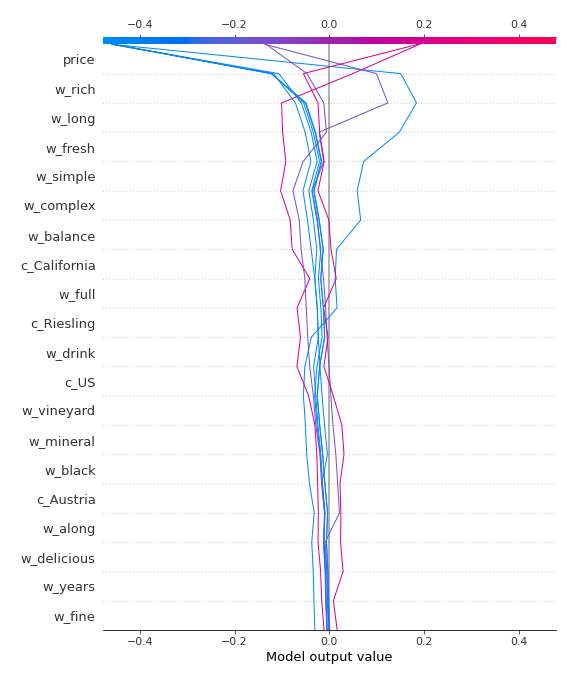 −0.4 −0.2 0.0 0.2 0.4
price
w_rich
w_long
w_fresh
w_simple
w_complex
w_balance
c_California
w_full
c_Riesling
w_drink
c_US
w_vineyard
w_mineral
w_black
c_Austria
w_along
w_delicious
w_years
w_fine
−0.4 −0.2 0.0 0.2 0.4
Model output value